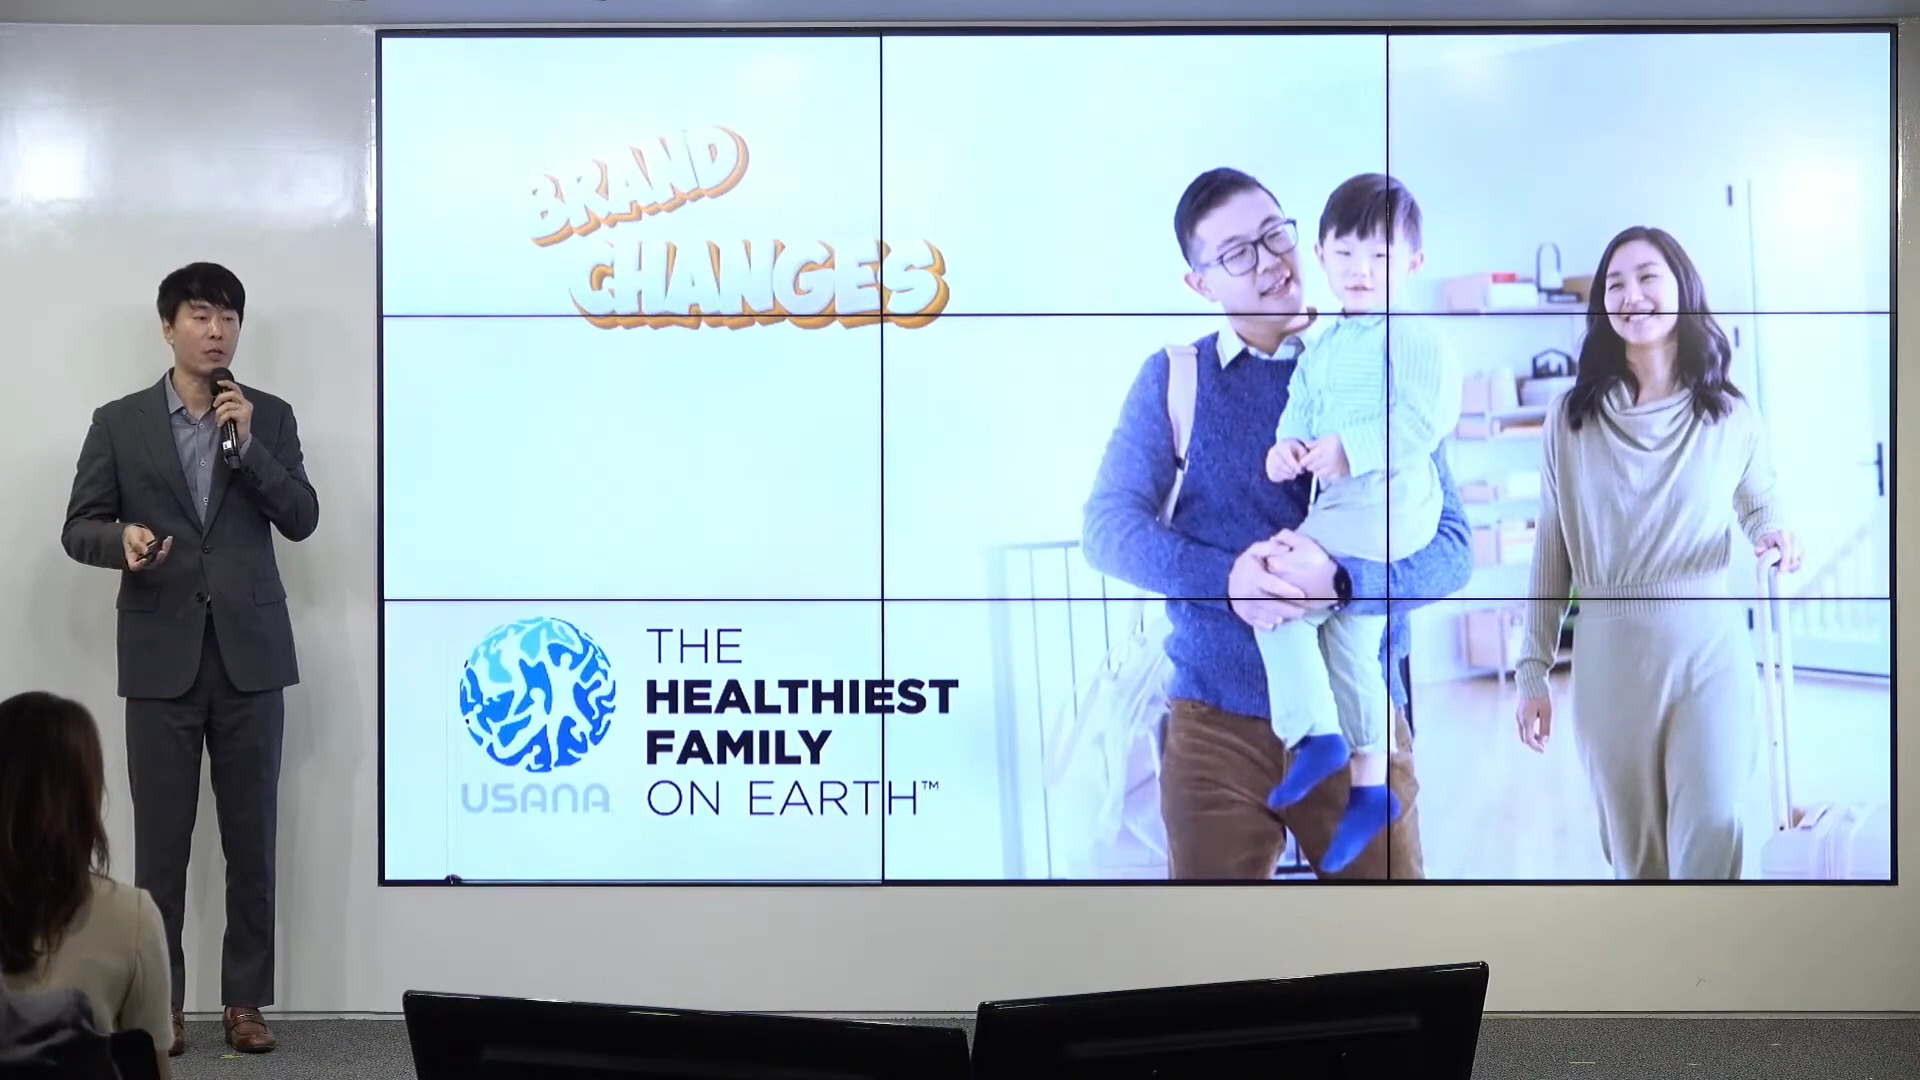 BRAND
CHANGES
THE
HEALTHIEST
FAMILY
ON EARTH™
USANA